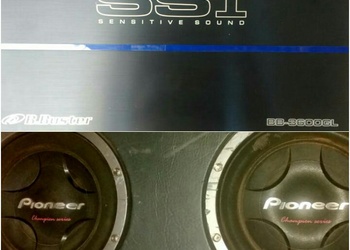 SSI
SENSITIVE SOUND
B.Buster
BB-3600GL
Pioneer
Champion series
Pioneer
Champion series